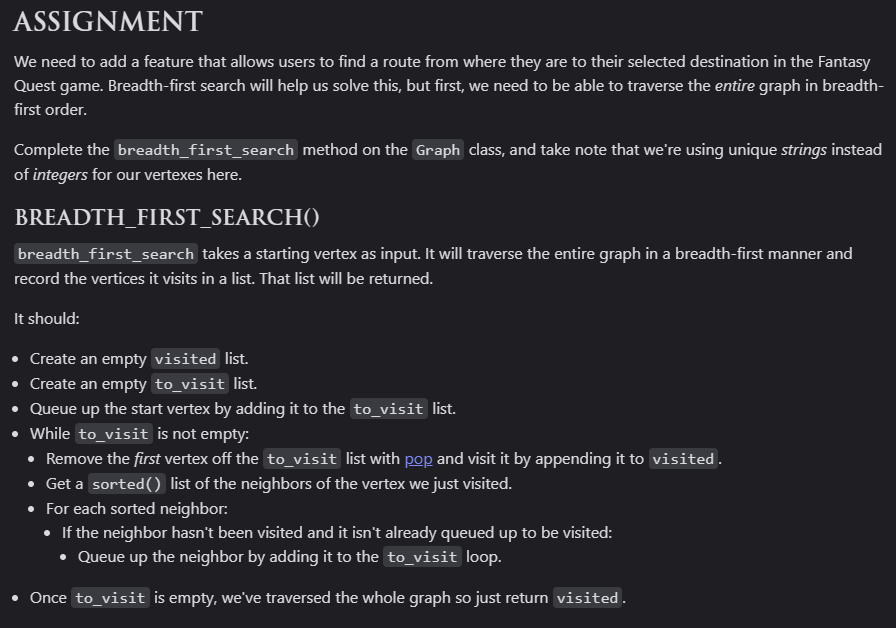 ASSIGNMENT
We need to add a feature that allows users to find a route from where they are to their selected destination in the Fantasy
Quest game. Breadth-first search will help us solve this, but first, we need to be able to traverse the entire graph in breadth-
first order.
Complete the breadth_first_search method on the Graph class, and take note that we're using unique strings instead
of integers for our vertexes here.
BREADTH_FIRST_SEARCH()
breadth_first_search takes a starting vertex as input. It will traverse the entire graph in a breadth-first manner and
record the vertices it visits in a list. That list will be returned.
It should:
• Create an empty visited list.
• Create an empty to_visit list.
• Queue up the start vertex by adding it to the to_visit list.
• While to_visit is not empty:
• Remove the first vertex off the to_visit list with pop and visit it by appending it to visited.
• Get a sorted() list of the neighbors of the vertex we just visited.
• For each sorted neighbor:
• If the neighbor hasn't been visited and it isn't already queued up to be visited:
• Queue up the neighbor by adding it to the to_visit loop.
• Once to_visit is empty, we've traversed the whole graph so just return visited.